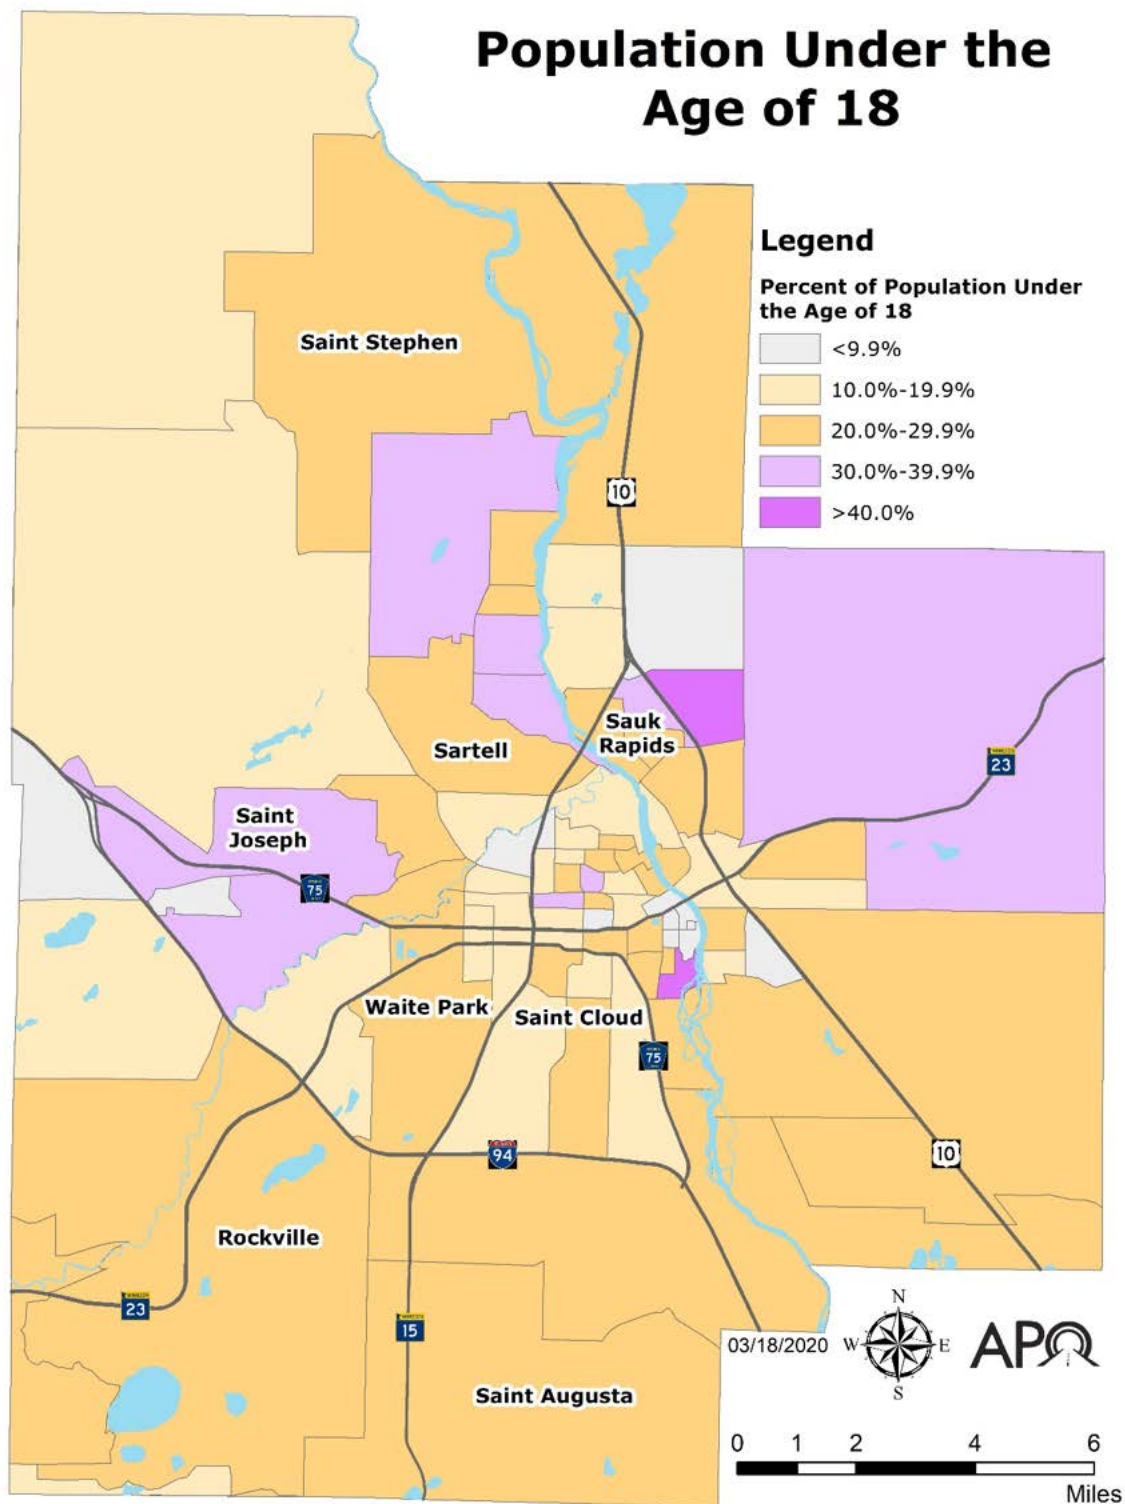 Population Under the
Age of 18
Legend
Percent of Population Under
the Age of 18
<9.9%
10.0%-19.9%
20.0%-29.9%
30.0%-39.9%
>40.0%
Saint Stephen
10
Sauk
Rapids
Sartell
23
Saint
Joseph
75
Waite Park
Saint Cloud
75
94
10
Rockville
23
15
Saint Augusta
03/18/2020
N
W
E
S
APO
0 1 2 4 6
Miles